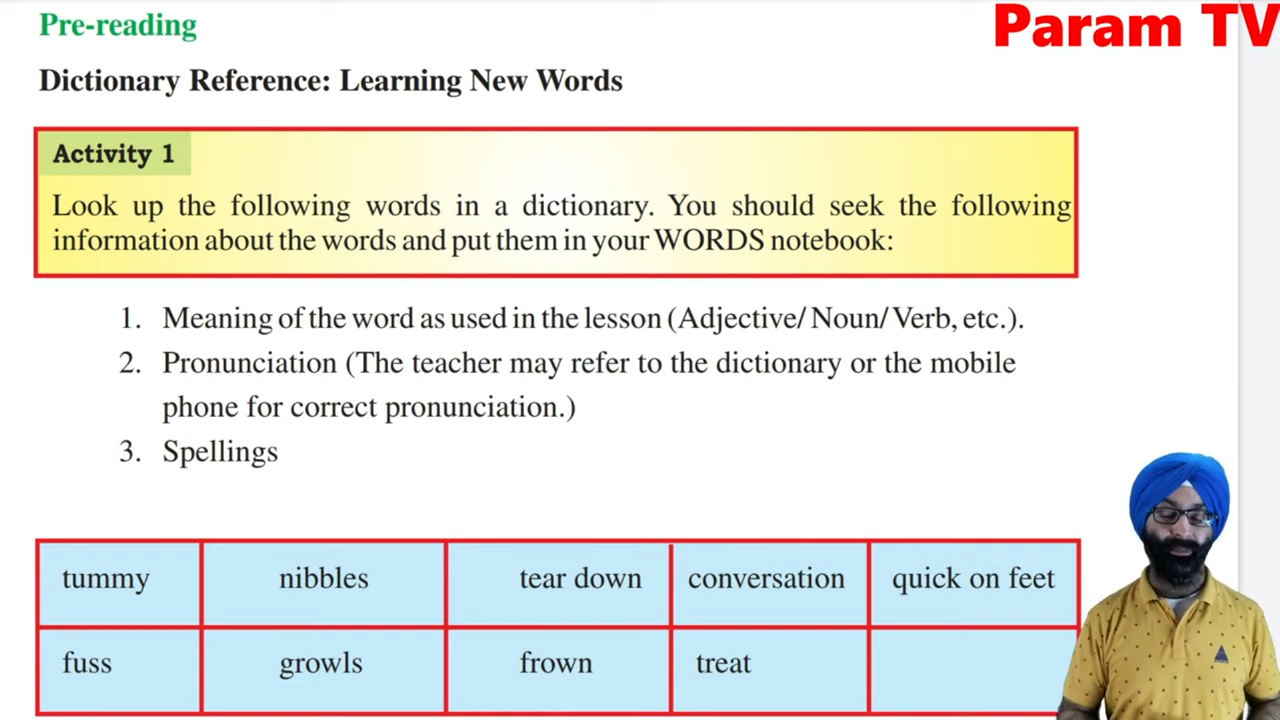 Pre-reading
Param TV
Dictionary Reference: Learning New Words
Activity 1
Look up the following words in a dictionary. You should seek the following
information about the words and put them in your WORDS notebook:
1. Meaning of the word as used in the lesson (Adjective/ Noun/ Verb, etc.).
2. Pronunciation (The teacher may refer to the dictionary or the mobile
phone for correct pronunciation.)
3. Spellings
tummy nibbles tear down conversation quick on feet
fuss growls frown treat